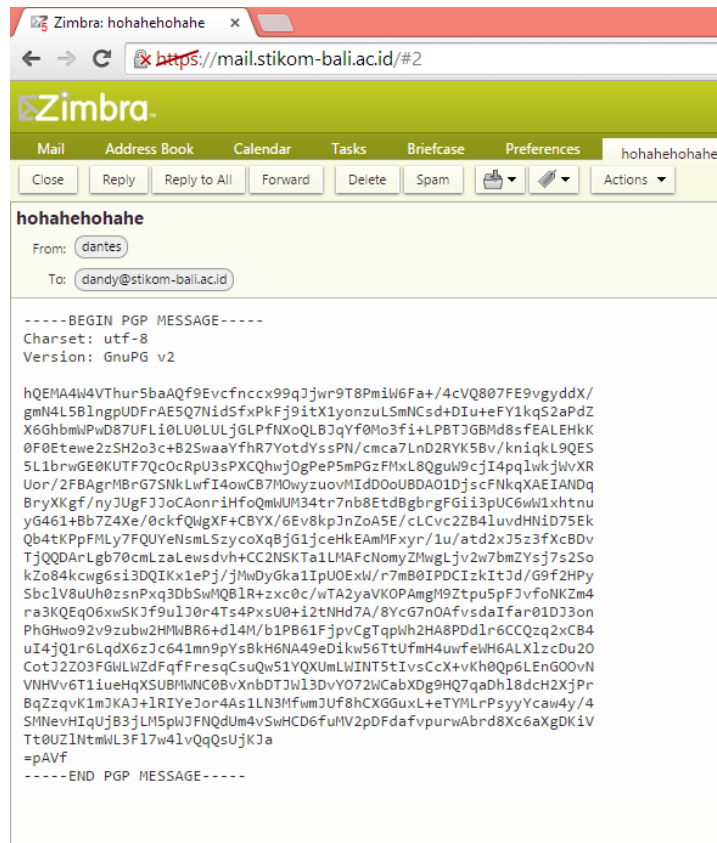 Zimbra: hohahehohahe
https://mail.stikom-bali.ac.id/#2
Zimbra
Mail Address Book Calendar Tasks Briefcase Preferences hohahehohahe
Close Reply Reply to All Forward Delete Spam Actions
hohahehohahe
From: dantes
To: dandy@stikom-bali.ac.id
-----BEGIN PGP MESSAGE-----
Charset: utf-8
Version: GnuPG v2
hQEMA4W4VThur5baAQf9Evcfnccx99qJjwr9T8PmiW6Fa+/4cVQ807FE9vgyddX/
gmN4L5BlngpUDFrAE5Q7NidSfxPkFj9itX1yonzuLSmNCsd+DIu+eFY1kqS2aPdZ
X6GhbmWPwD87UFLi0LU0LULjGLPfNXoQLBJqYf0Mo3fi+LPBTJGBMd8sfEALEHkK
0F0Etewe2zSH2o3c+B2SwaaYfhR7YotdYssPN/cmca7LnD2RYK5Bv/kniqkL9QES
5L1brwGE0KUTF7QcOcRpU3sPXCQhwjOgPeP5mPGzFMxL8QguW9cjI4pqlwkjWvXR
Uor/2FBAgrMBrG7SNkLwfI4owCB7MOwyzuovMIdDOoUBDAO1DjscFNkqXAEIANDq
BryXKgf/nyJUgFJJoCAonriHfoQmWUM34tr7nb8EtdBgbrgFGii3pUC6wW1xhtnu
yG461+Bb7Z4Xe/0ckfQWgXF+CBYX/6Ev8kpJnZoA5E/cLCvc2ZB4luvdHNiD75Ek
Qb4tKPpFMLy7FQUYeNsmLSzycoXqBjG1jceHkEAmMFxyr/1u/atd2xJ5z3fXcBDv
TjQQDArLgb70cmLzaLewsdvh+CC2NSKTa1LMAFcNomyZMwgLjv2w7bmZYsj7s2So
kZo84kcwg6si3DQIKx1ePj/jMwDyGka1IpUOExW/r7mB0IPDCIzkItJd/G9f2HPy
SbclV8uUh0zsnPxq3DbSwMQBlR+zxc0c/wTA2yaVKOPAmgM9Ztpu5pFJvfoNKZm4
ra3KQEqO6xwSKJf9ulJ0r4Ts4PxsU0+i2tNHd7A/8YcG7nOAfvsdaIfar01DJ3on
PhGHwo92v9zubw2HMWBR6+dl4M/b1PB61FjpvCgTqpWh2HA8PDdlr6CCQzq2xCB4
uI4jQ1r6LqdX6zJc641mn9pYsBkH6NA49eDikw56TtUfmH4uwfeWH6ALXlzcDu2O
CotJ2ZO3FGWLWZdFqfFresqCsuQw51YQXUmLWINT5tIvsCcX+vKh0Qp6LEnGOOvN
VNHVv6T1iueHqXSUBMWNC0BvXnbDTJWl3DvYO72WCabXDg9HQ7qaDhl8dcH2XjPr
BqZzqvK1mJKAJ+lRIYeJor4As1LN3MfwmJUf8hCXGGuxL+eTYMLrPsyyYcaw4y/4
SMNevHIqUjB3jLM5pWJFNQdUm4vSwHCD6fuMV2pDFdafvpurwAbrd8Xc6aXgDKiV
Tt0UZlNtmWL3Fl7w4lvQqQsUjKJa
=pAVf
-----END PGP MESSAGE-----